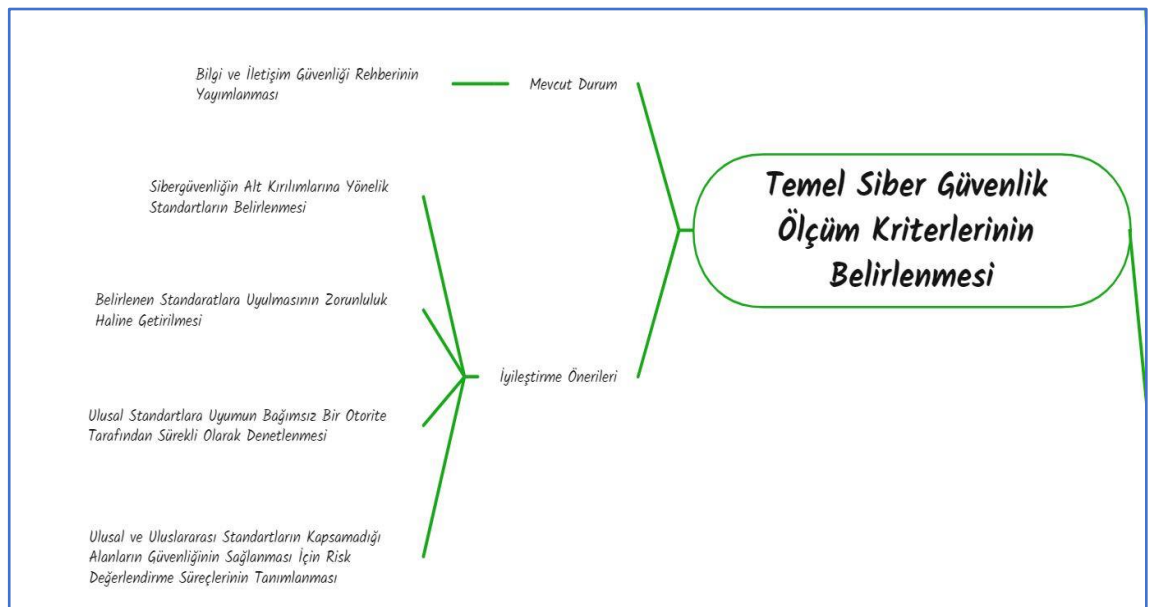 Bilgi ve İletişim Güvenliği Rehberinin
Yayımlanması
Mevcut Durum
Temel Siber Güvenlik
Ölçüm Kriterlerinin
Belirlenmesi
Sibergüvenliğin Alt Kırılımlarına Yönelik
Standartların Belirlenmesi
Belirlenen Standaratlara Uyulmasının Zorunluluk
Haline Getirilmesi
İyileştirme Önerileri
Ulusal Standartlara Uyumun Bağımsız Bir Otorite
Tarafından Sürekli Olarak Denetlenmesi
Ulusal ve Uluslararası Standartların Kapsamadığı
Alanların Güvenliğinin Sağlanması İçin Risk
Değerlendirme Süreçlerinin Tanımlanması